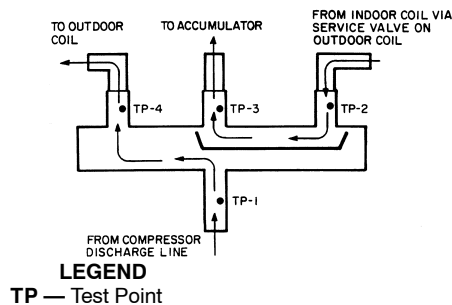 TO OUTDOOR
COIL
TO ACCUMULATOR
FROM INDOOR COIL VIA
SERVICE VALVE ON
OUTDOOR COIL
TP-4
TP-3
TP-2
TP-1
FROM COMPRESSOR
DISCHARGE LINE
LEGEND
TP — Test Point